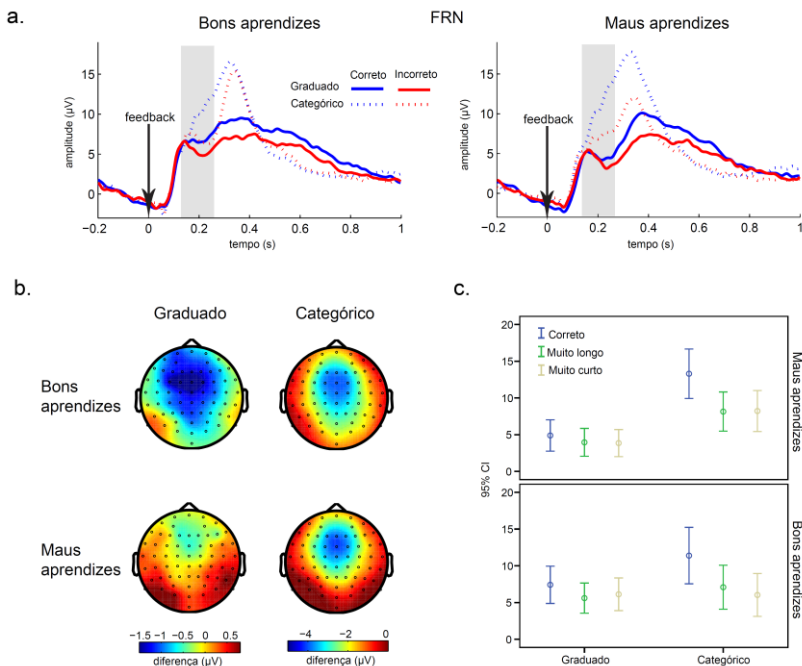 a.
Bons aprendizes
FRN
Maus aprendizes
amplitude (µV)
15
10
5
0
feedback
Correto
Incorreto
Graduado
Categórico
−0.2 0 0.2 0.4 0.6 0.8 1
tempo (s)
amplitude (µV)
15
10
5
0
feedback
−0.2 0 0.2 0.4 0.6 0.8 1
tempo (s)
b.
Graduado
Categórico
Bons
aprendizes
Maus
aprendizes
−1.5 −1 −0.5 0 0.5
diferença (µV)
−4 −2 0
diferença (µV)
c.
95% CI
20
15
10
5
0
Correto
Muito longo
Muito curto
Maus aprendizes
20
15
10
5
0
Bons aprendizes
Graduado
Categórico